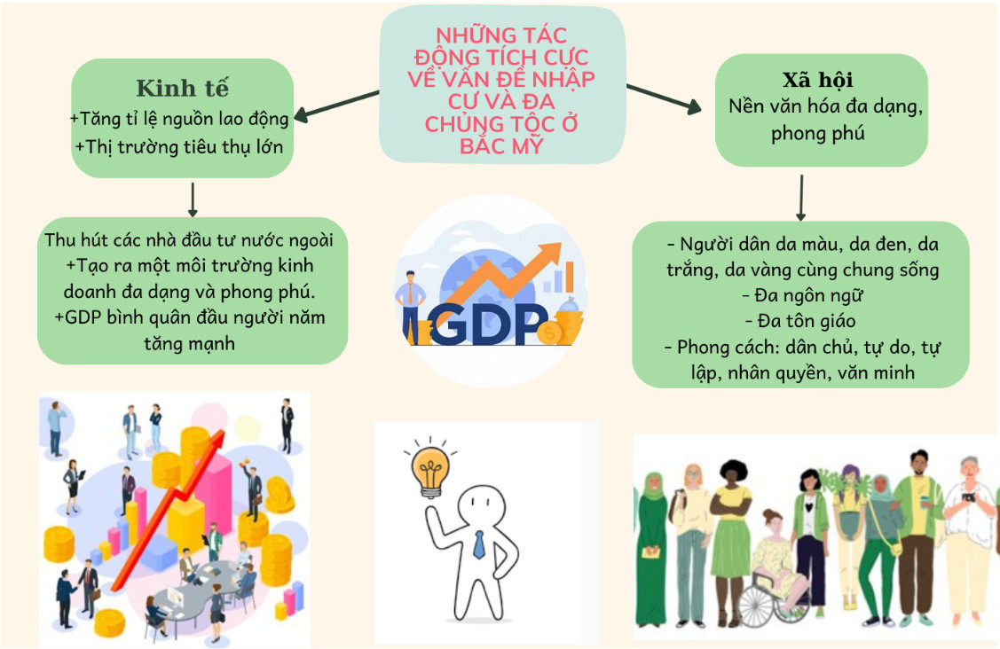 NHỮNG TÁC
ĐỘNG TÍCH CỰC
VỀ VẤN ĐỀ NHẬP
CƯ VÀ ĐA
CHỦNG TỘC Ở
BẮC MỸ
Kinh tế
+Tăng tỉ lệ nguồn lao động
+Thị trường tiêu thụ lớn
Thu hút các nhà đầu tư nước ngoài
+Tạo ra một môi trường kinh
doanh đa dạng và phong phú.
+GDP bình quân đầu người năm
tăng mạnh
GDP
$
Xã hội
Nền văn hóa đa dạng,
phong phú
- Người dân da màu, da đen, da
trắng, da vàng cùng chung sống
- Đa ngôn ngữ
- Đa tôn giáo
- Phong cách: dân chủ, tự do, tự
lập, nhân quyền, văn minh